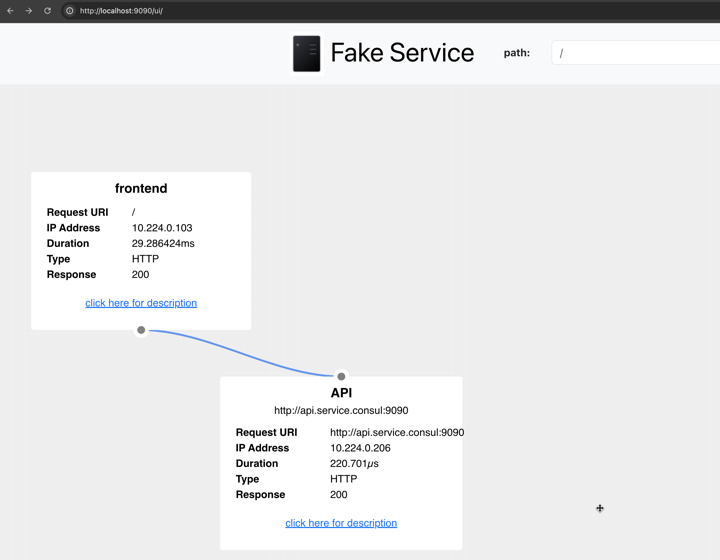 http://localhost:9090/ui/
Fake Service
path:
/
frontend
Request URI /
IP Address 10.224.0.103
Duration 29.286424ms
Type HTTP
Response 200
click here for description
API
http://api.service.consul:9090
Request URI http://api.service.consul:9090
IP Address 10.224.0.206
Duration 220.701µs
Type HTTP
Response 200
click here for description